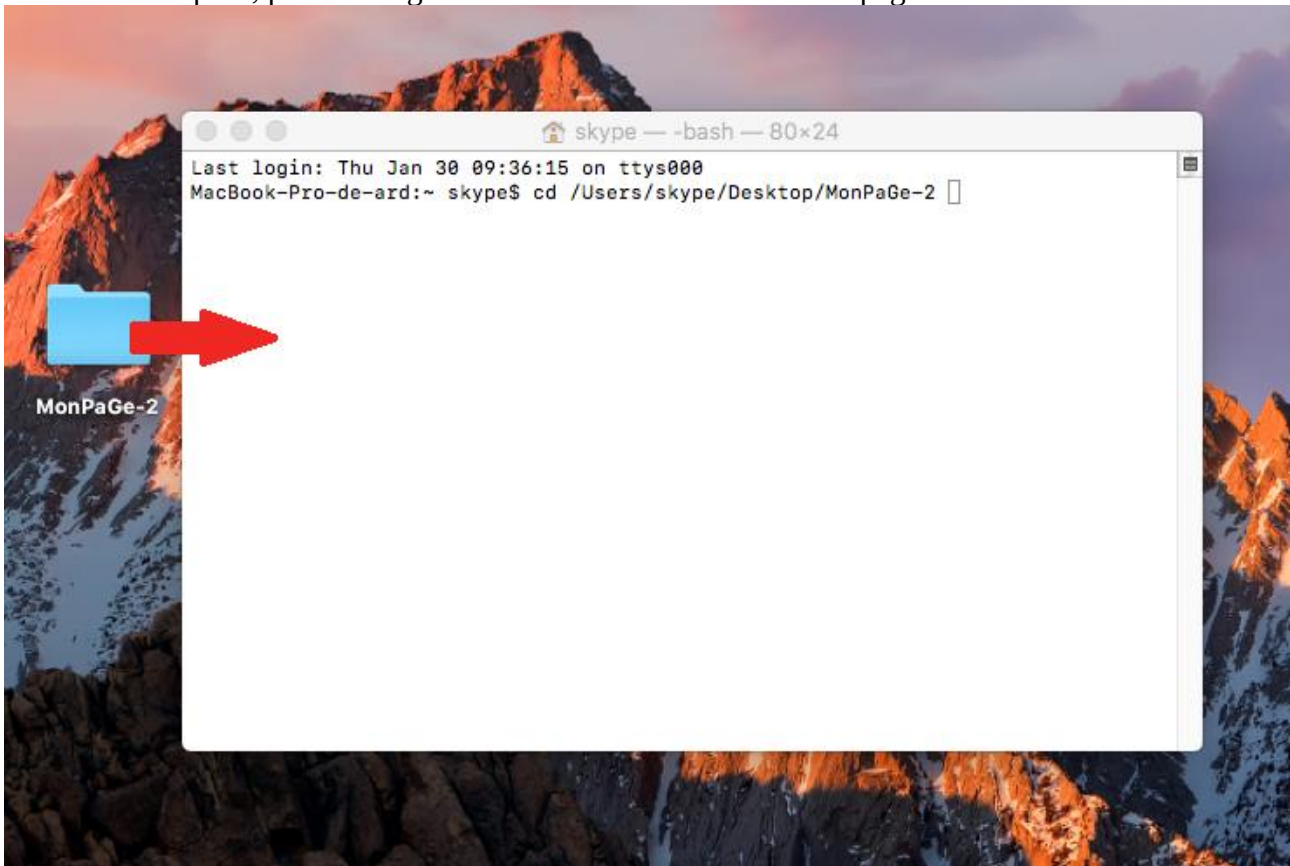 skype — -bash — 80×24
Last login: Thu Jan 30 09:36:15 on ttys000
MacBook-Pro-de-ard:~ skype$ cd /Users/skype/Desktop/MonPaGe-2
MonPaGe-2